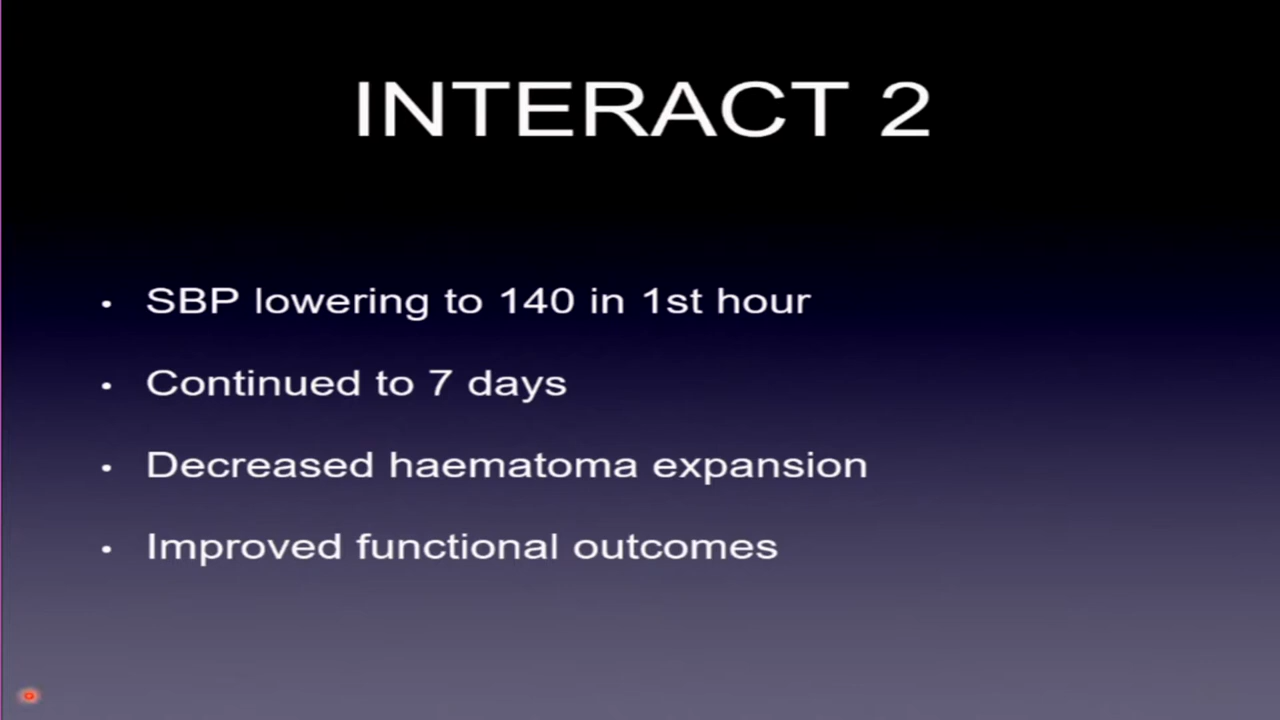 INTERACT 2
• SBP lowering to 140 in 1st hour
• Continued to 7 days
• Decreased haematoma expansion
• Improved functional outcomes